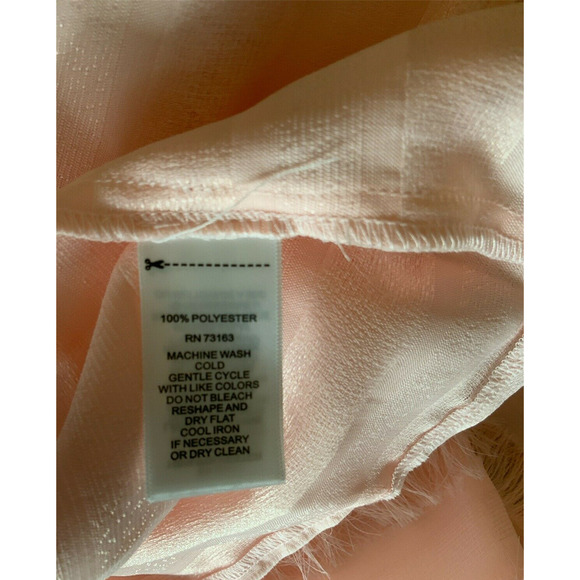 100% POLYESTER
RN 73163
MACHINE WASH
COLD
GENTLE CYCLE
WITH LIKE COLORS
DO NOT BLEACH
RESHAPE AND
DRY FLAT
COOL IRON
IF NECESSARY
OR DRY CLEAN